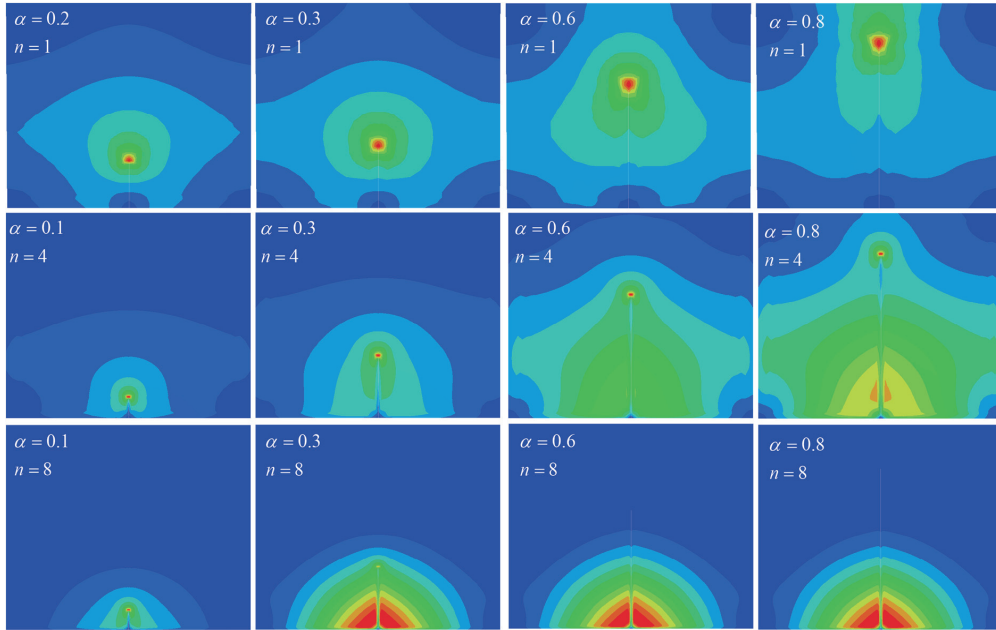 α = 0.2
n = 1
α = 0.3
n = 1
α = 0.6
n = 1
α = 0.8
n = 1
α = 0.1
n = 4
α = 0.3
n = 4
α = 0.6
n = 4
α = 0.8
n = 4
α = 0.1
n = 8
α = 0.3
n = 8
α = 0.6
n = 8
α = 0.8
n = 8